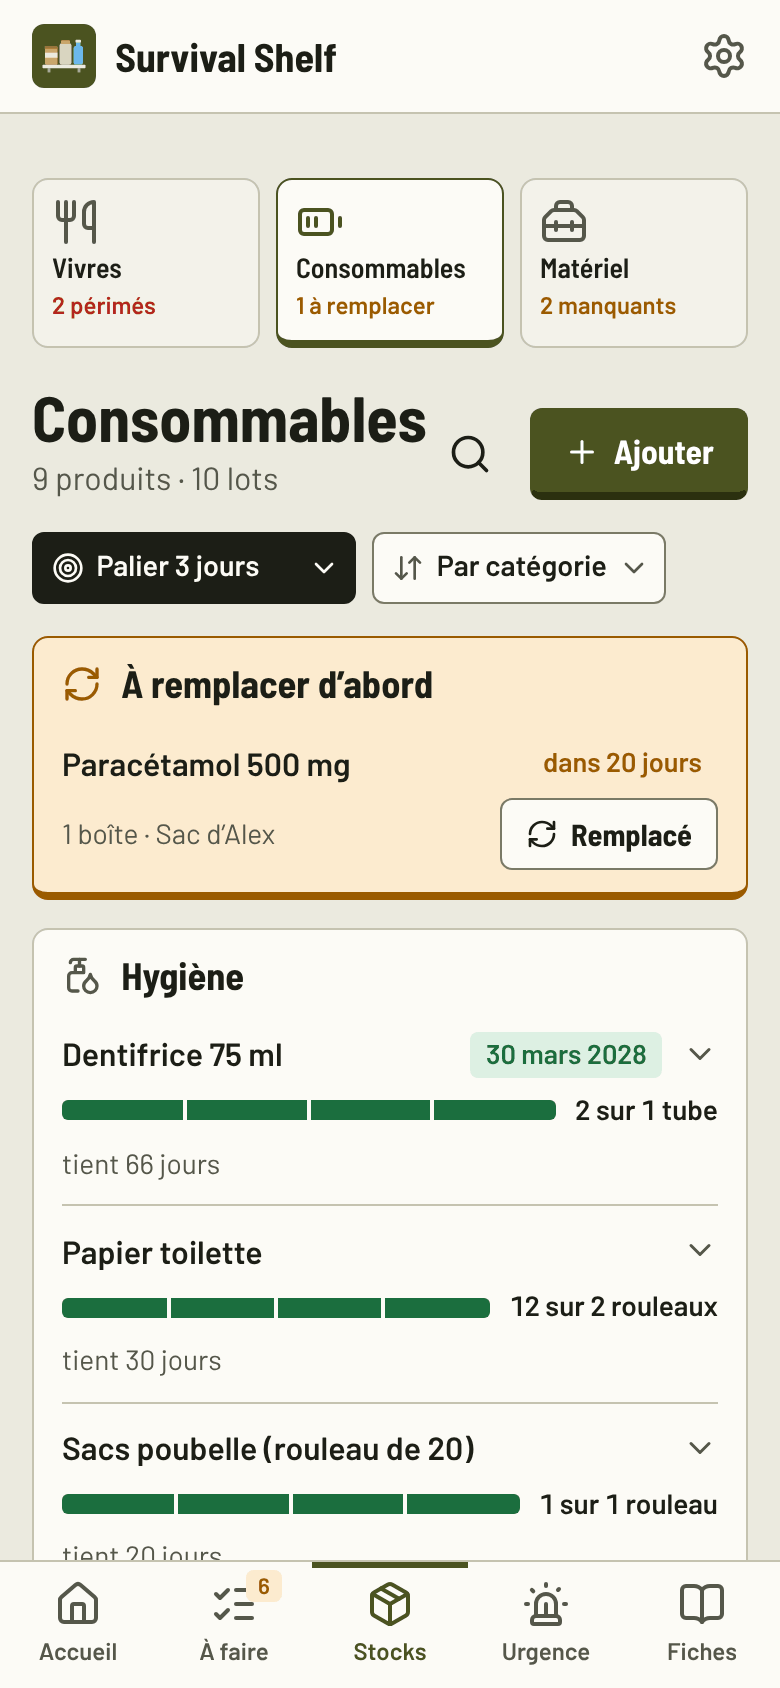 Survival Shelf
Vivres
2 périmés
Consommables
1 à remplacer
Matériel
2 manquants
Consommables
9 produits · 10 lots
Ajouter
Palier 3 jours
Par catégorie
À remplacer d’abord
Paracétamol 500 mg
dans 20 jours
1 boîte · Sac d’Alex
Remplacé
Hygiène
Dentifrice 75 ml
30 mars 2028
2 sur 1 tube
tient 66 jours
Papier toilette
12 sur 2 rouleaux
tient 30 jours
Sacs poubelle (rouleau de 20)
1 sur 1 rouleau
tient 20 jours
6
Accueil
À faire
Stocks
Urgence
Fiches